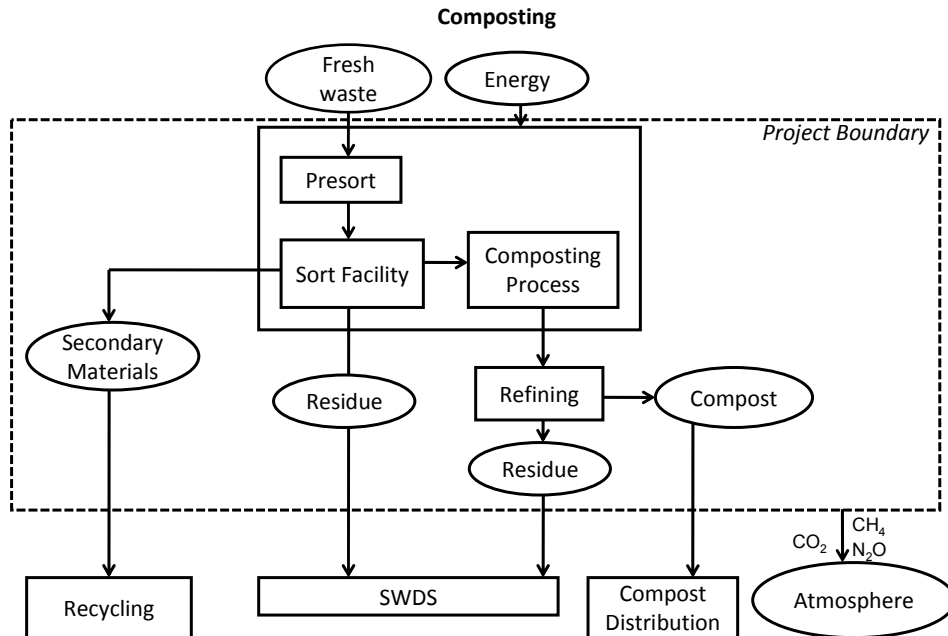 Composting
Fresh
waste
Energy
Project Boundary
Presort
Sort Facility
Composting
Process
Secondary
Materials
Residue
Refining
Compost
Residue
CO₂
CH₄
N₂O
Recycling
SWDS
Compost
Distribution
Atmosphere